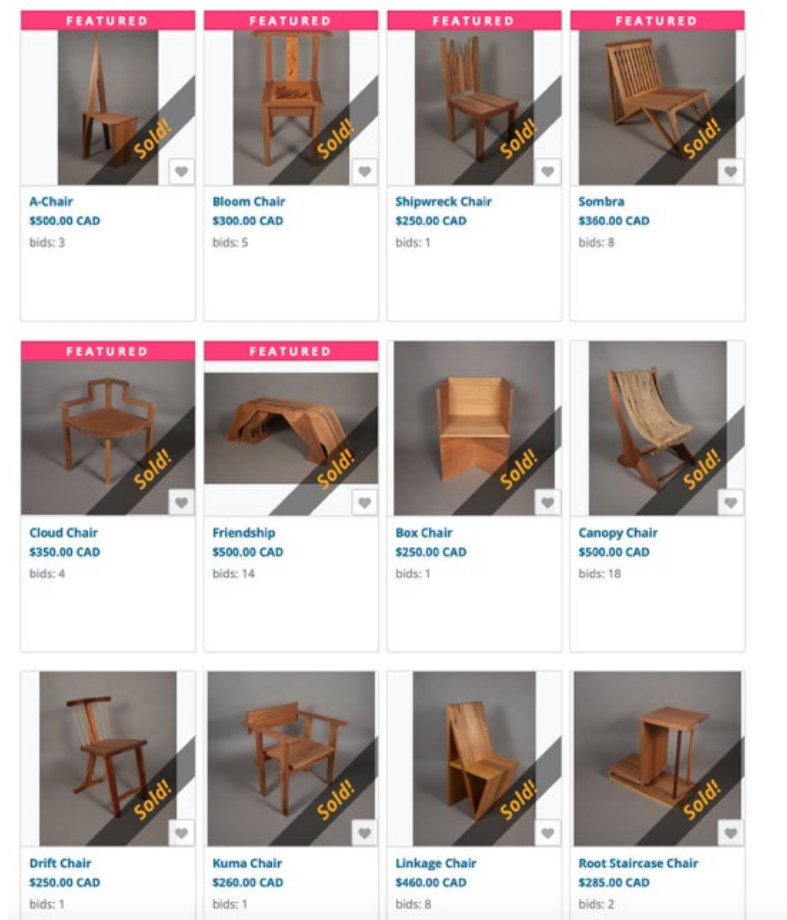 FEATURED
FEATURED
FEATURED
FEATURED
Sold!
Sold!
Sold!
Sold!
A-Chair
$500.00 CAD
bids: 3
Bloom Chair
$300.00 CAD
bids: 5
Shipwreck Chair
$250.00 CAD
bids: 1
Sombra
$360.00 CAD
bids: 8
FEATURED
FEATURED
Sold!
Sold!
Sold!
Sold!
Cloud Chair
$350.00 CAD
bids: 4
Friendship
$500.00 CAD
bids: 14
Box Chair
$250.00 CAD
bids: 1
Canopy Chair
$500.00 CAD
bids: 18
Sold!
Sold!
Sold!
Sold!
Drift Chair
$250.00 CAD
bids: 1
Kuma Chair
$260.00 CAD
bids: 1
Linkage Chair
$460.00 CAD
bids: 8
Root Staircase Chair
$285.00 CAD
bids: 2